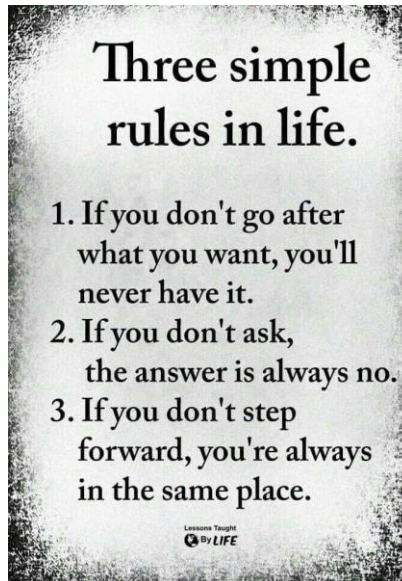 Three simple
rules in life.
1. If you don't go after
what you want, you'll
never have it.
2. If you don't ask,
the answer is always no.
3. If you don't step
forward, you're always
in the same place.
Lessons Taught
By LIFE